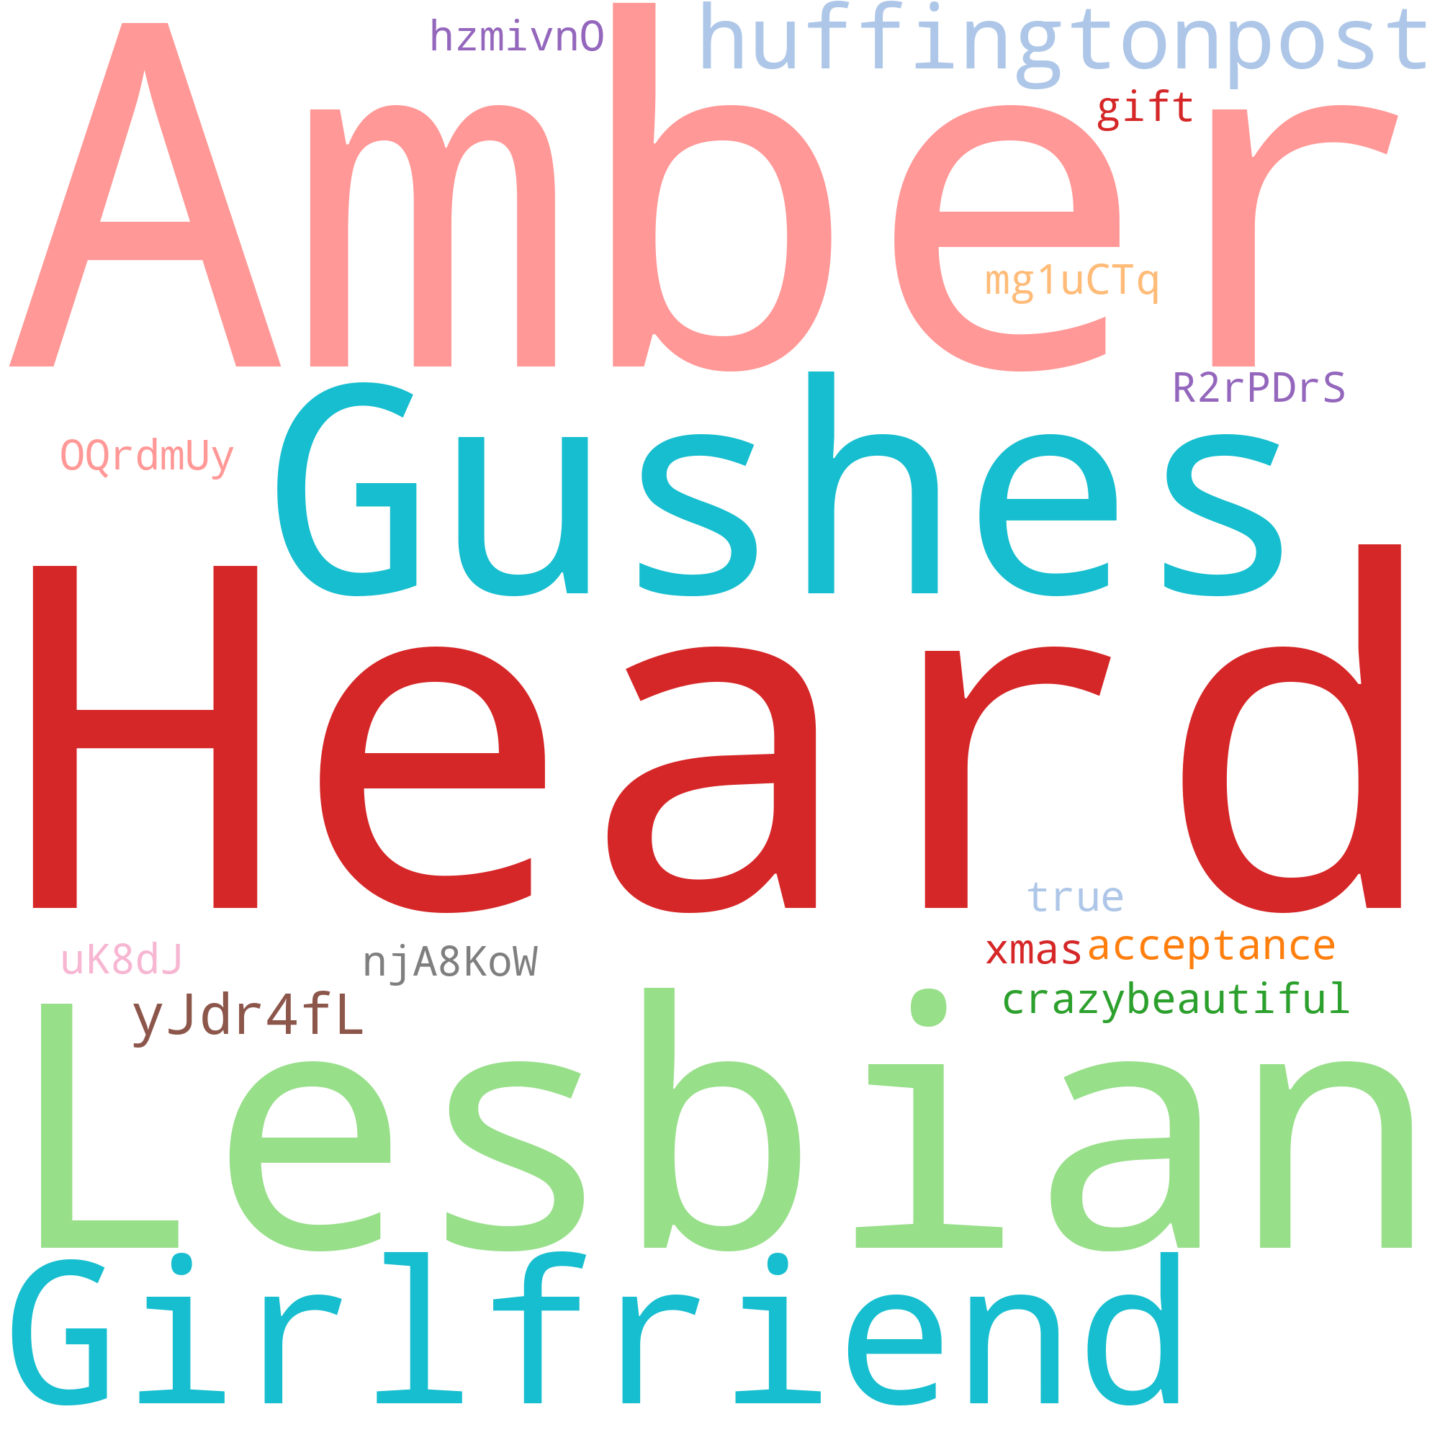 hzmivnO
huffingtonpost
gift
Amber
mg1uCTq
R2rPDrS
OQrdmUy
Gushes
Heard
true
uK8dJ
njA8KoW
xmas
acceptance
yJdr4fL
crazybeautiful
Lesbian
Girlfriend